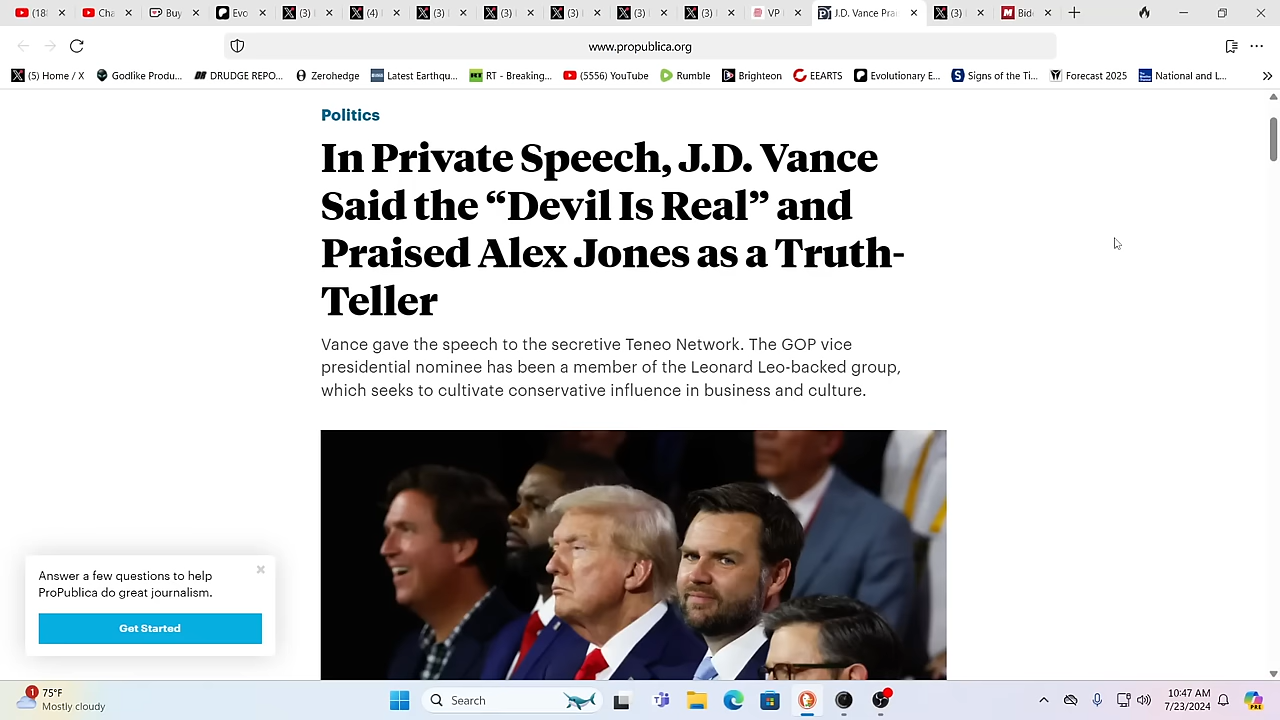 (18
Cha
Buy
Evo
(3) I
(4) I
(3) I
(3) I
(3) I
(3) I
(3) I
VP
J.D. Vance Pra
(3) I
Bid
www.propublica.org
(5) Home / X
Godlike Produ...
DRUDGE REPO...
Zerohedge
Latest Earthqu...
RT - Breaking...
(5556) YouTube
Rumble
Brighteon
EEARTS
Evolutionary E...
Signs of the Ti...
Forecast 2025
National and L...
Politics
In Private Speech, J.D. Vance
Said the “Devil Is Real” and
Praised Alex Jones as a Truth-
Teller
Vance gave the speech to the secretive Teneo Network. The GOP vice
presidential nominee has been a member of the Leonard Leo-backed group,
which seeks to cultivate conservative influence in business and culture.
Answer a few questions to help
ProPublica do great journalism.
Get Started
1
75°F
Mostly cloudy
Search
0:47 AM
7/23/2024